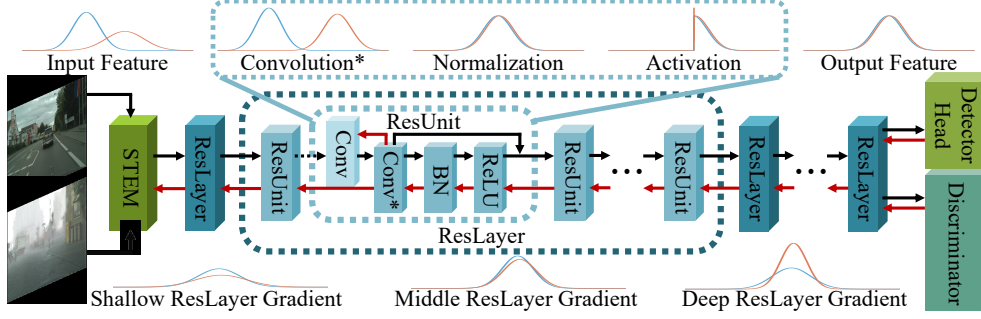 Input Feature
Convolution*
Normalization
Activation
Output Feature
ResUnit
STEM
ResLayer
ResUnit
Conv
Conv*
BN
ReLU
ResUnit
ResUnit
ResLayer
ResLayer
Detector
Head
Discriminator
ResLayer
Shallow ResLayer Gradient
Middle ResLayer Gradient
Deep ResLayer Gradient